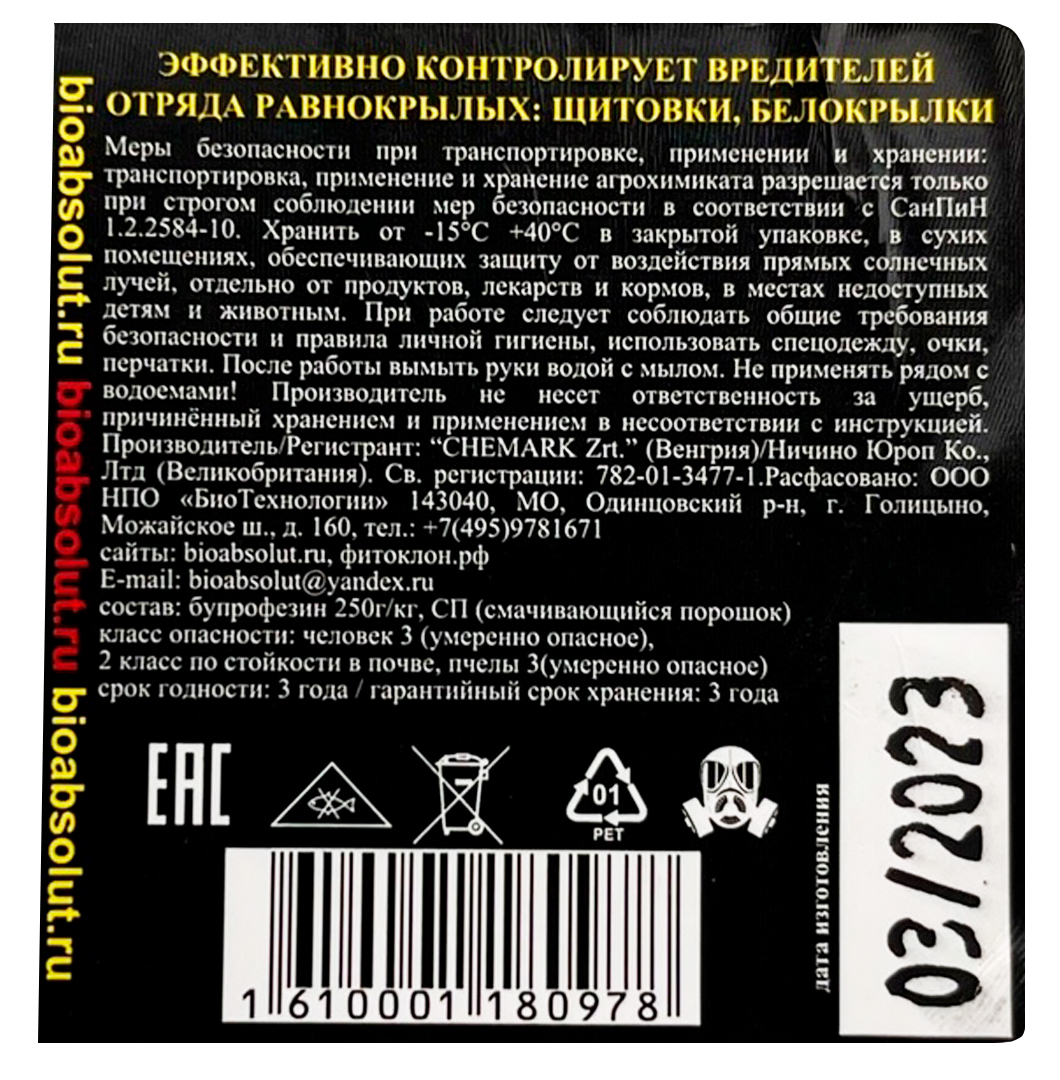 ЭФФЕКТИВНО КОНТРОЛИРУЕТ ВРЕДИТЕЛЕЙ
ОТРЯДА РАВНОКРЫЛЫХ: ЩИТОВКИ, БЕЛОКРЫЛКИ
Меры безопасности при транспортировке, применении и хранении:
транспортировка, применение и хранение агрохимиката разрешается только
при строгом соблюдении мер безопасности в соответствии с СанПиН
1.2.2584-10. Хранить от -15°С +40°С в закрытой упаковке, в сухих
помещениях, обеспечивающих защиту от воздействия прямых солнечных
лучей, отдельно от продуктов, лекарств и кормов, в местах недоступных
детям и животным. При работе следует соблюдать общие требования
безопасности и правила личной гигиены, использовать спецодежду, очки,
перчатки. После работы вымыть руки водой с мылом. Не применять рядом с
водоемами! Производитель не несет ответственность за ущерб,
причинённый хранением и применением в несоответствии с инструкцией.
Производитель/Регистрант: “CHEMARK Zrt.” (Венгрия)/Ничино Юроп Ко.,
Лтд (Великобритания). Св. регистрации: 782-01-3477-1.Расфасовано: ООО
НПО «БиоТехнологии» 143040, МО, Одинцовский р-н, г. Голицыно,
Можайское ш., д. 160, тел.: +7(495)9781671
сайты: bioabsolut.ru, фитоклон.рф
E-mail: bioabsolut@yandex.ru
состав: бупрофезин 250г/кг, СП (смачивающийся порошок)
класс опасности: человек 3 (умеренно опасное),
2 класс по стойкости в почве, пчелы 3(умеренно опасное)
срок годности: 3 года / гарантийный срок хранения: 3 года
bioabsolut.ru bioabsolut.ru bioabsolut.ru
EAC
01
PET
1 610001 180978
дата изготовления
03/2023